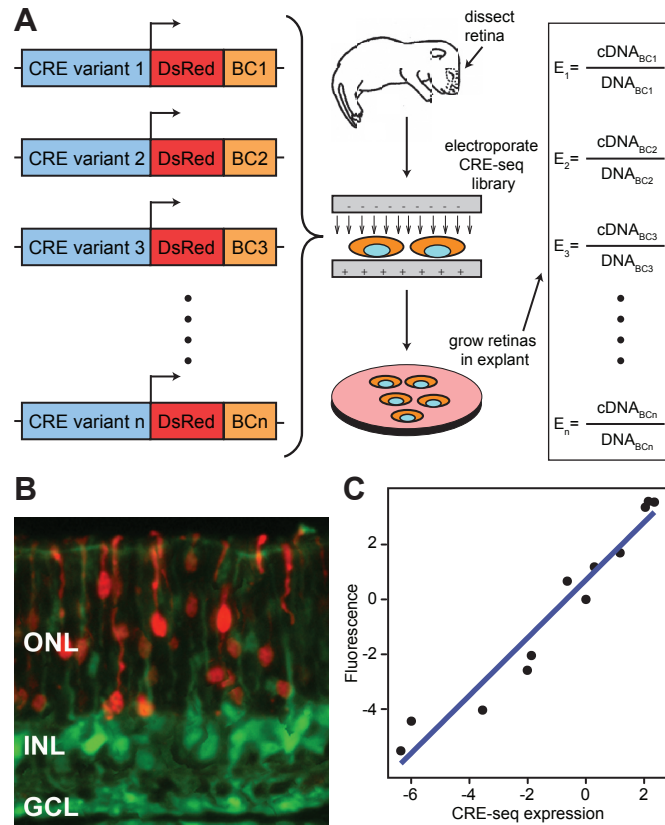 A
CRE variant 1 DsRed BC1
CRE variant 2 DsRed BC2
CRE variant 3 DsRed BC3
CRE variant n DsRed BCn
dissect
retina
electroporate
CRE-seq
library
- - - - - - - -
+ + + + + + +
grow retinas
in explant
E1= cDNABC1
DNABC1
E2= cDNABC2
DNABC2
E3= cDNABC3
DNABC3
En= cDNABCn
DNABCn
B
ONL
INL
GCL
C
Fluorescence
2
0
-2
-4
-6 -4 -2 0 2
CRE-seq expression